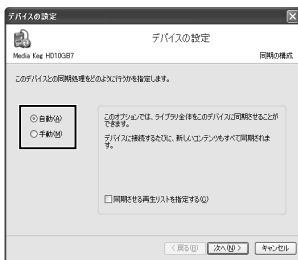 デバイスの設定
デバイスの設定
Media Keg HD10GB7
同期の構成
このデバイスとの同期処理をどのように行うかを指定します。
自動(A)
手動(M)
このオプションでは、ライブラリ全体をこのデバイスに同期させることが
できます。
デバイスに接続するたびに、新しいコンテンツもすべて同期されま
す。
同期させる再生リストを指定する(C)
< 戻る(B)
次へ(N) >
キャンセル